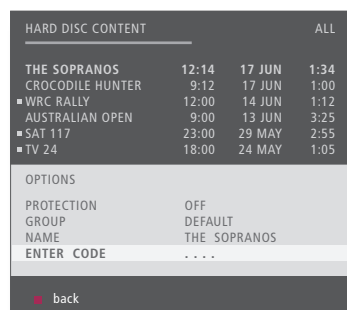 HARD DISC CONTENT ALL
THE SOPRANOS 12:14 17 JUN 1:34
CROCODILE HUNTER 9:12 17 JUN 1:00
WRC RALLY 12:00 14 JUN 1:12
AUSTRALIAN OPEN 9:00 13 JUN 3:25
SAT 117 23:00 29 MAY 2:55
TV 24 18:00 24 MAY 1:05
OPTIONS
PROTECTION OFF
GROUP DEFAULT
NAME THE SOPRANOS
ENTER CODE ....
back